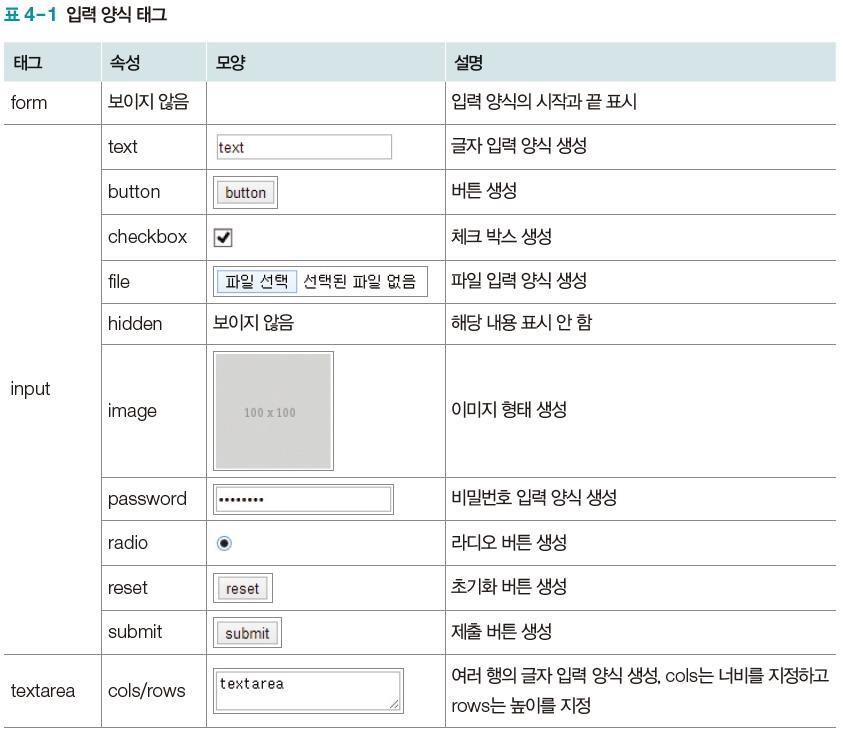 표 4-1 입력 양식 태그
태그 속성 모양 설명
form 보이지 않음 입력 양식의 시작과 끝 표시
input
text text 글자 입력 양식 생성
button button 버튼 생성
checkbox 체크 박스 생성
file 파일 선택 선택된 파일 없음 파일 입력 양식 생성
hidden 보이지 않음 해당 내용 표시 안 함
image 100 x 100 이미지 형태 생성
password •••••••• 비밀번호 입력 양식 생성
radio 라디오 버튼 생성
reset reset 초기화 버튼 생성
submit submit 제출 버튼 생성
textarea cols/rows textarea 여러 행의 글자 입력 양식 생성, cols는 너비를 지정하고
rows는 높이를 지정